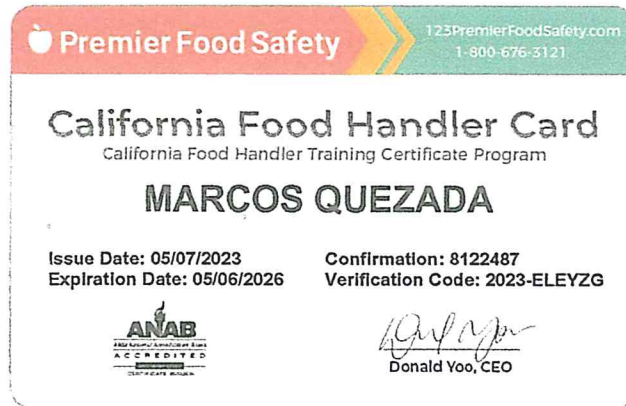 Premier Food Safety
123PremierFoodSafety.com
1-800-676-3121
California Food Handler Card
California Food Handler Training Certificate Program
MARCOS QUEZADA
Issue Date: 05/07/2023
Expiration Date: 05/06/2026
Confirmation: 8122487
Verification Code: 2023-ELEYZG
ANAB
ACCREDITED
Donald Yoo, CEO